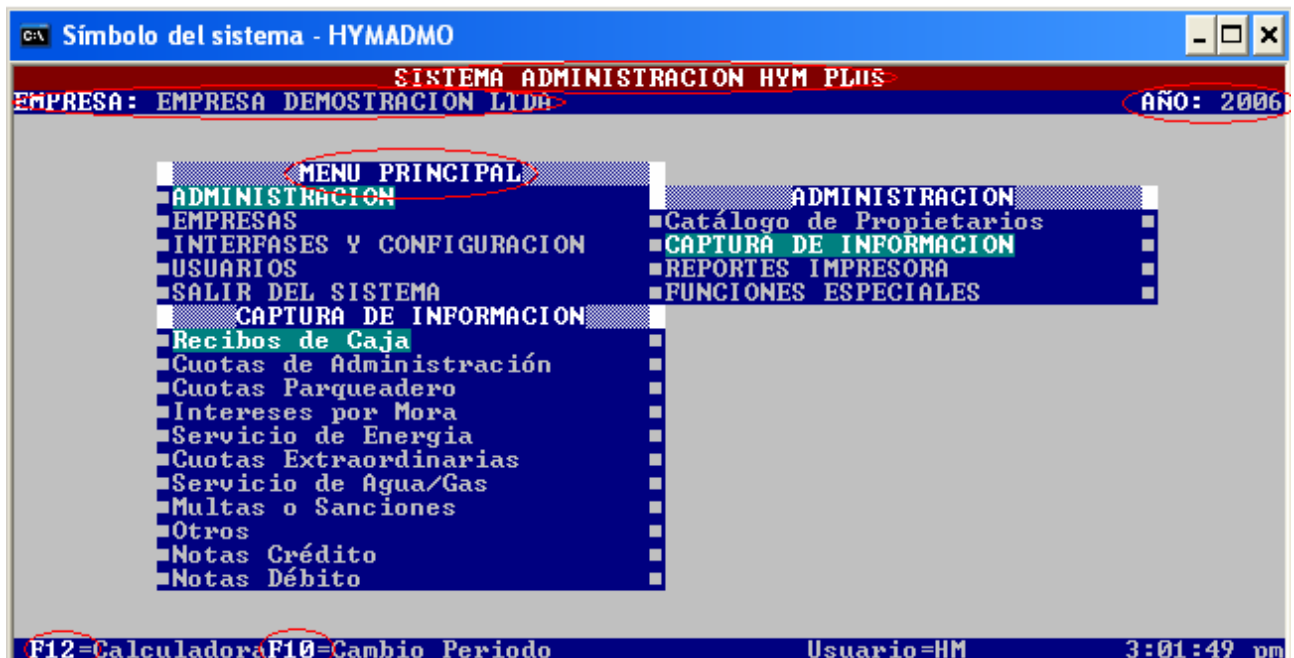 Símbolo del sistema - HYMADMO
SISTEMA ADMINISTRACION HYM PLUS
EMPRESA: EMPRESA DEMOSTRACION LTDA AÑO: 2006
MENU PRINCIPAL
ADMINISTRACION
EMPRESAS
INTERFASES Y CONFIGURACION
USUARIOS
SALIR DEL SISTEMA
ADMINISTRACION
Catálogo de Propietarios
CAPTURA DE INFORMACION
REPORTES IMPRESORA
FUNCIONES ESPECIALES
CAPTURA DE INFORMACION
Recibos de Caja
Cuotas de Administración
Cuotas Parqueadero
Intereses por Mora
Servicio de Energia
Cuotas Extraordinarias
Servicio de Agua/Gas
Multas o Sanciones
Otros
Notas Crédito
Notas Débito
F12=Calculadora F10=Cambio Periodo Usuario=HM 3:01:49 pm